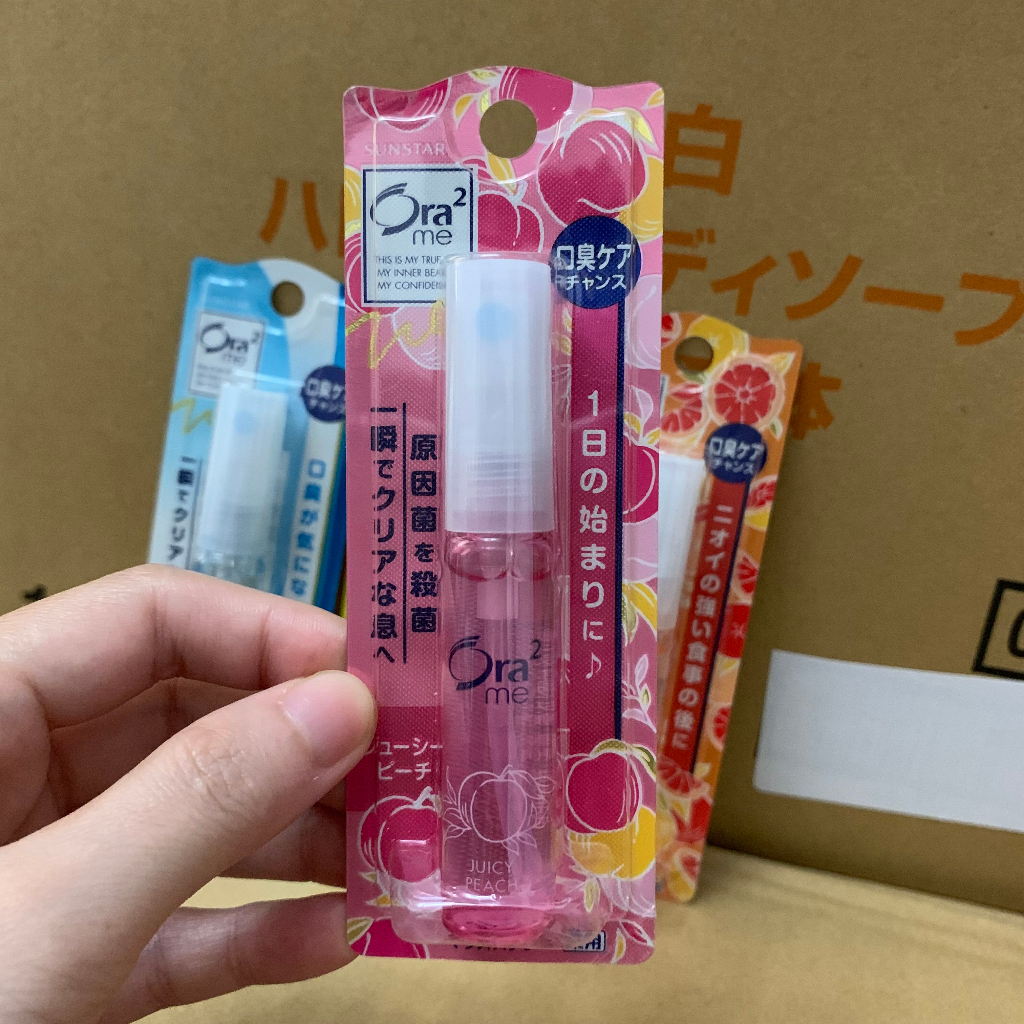 SUNSTAR
Ora²
me
THIS IS MY TRUE
MY INNER BEA
MY CONFIDEN
口臭ケア
チャンス
1日の始まりに♪
原因菌を殺菌
一瞬でクリアな息へ
ジューシー
ピーチ
Ora²
me
JUICY
PEACH
Ora²
me
口臭ケア
チャンス
一瞬でクリア
口臭が気にな
口臭ケア
チャンス
ニオイの強い食事の後に
白
ディソープ